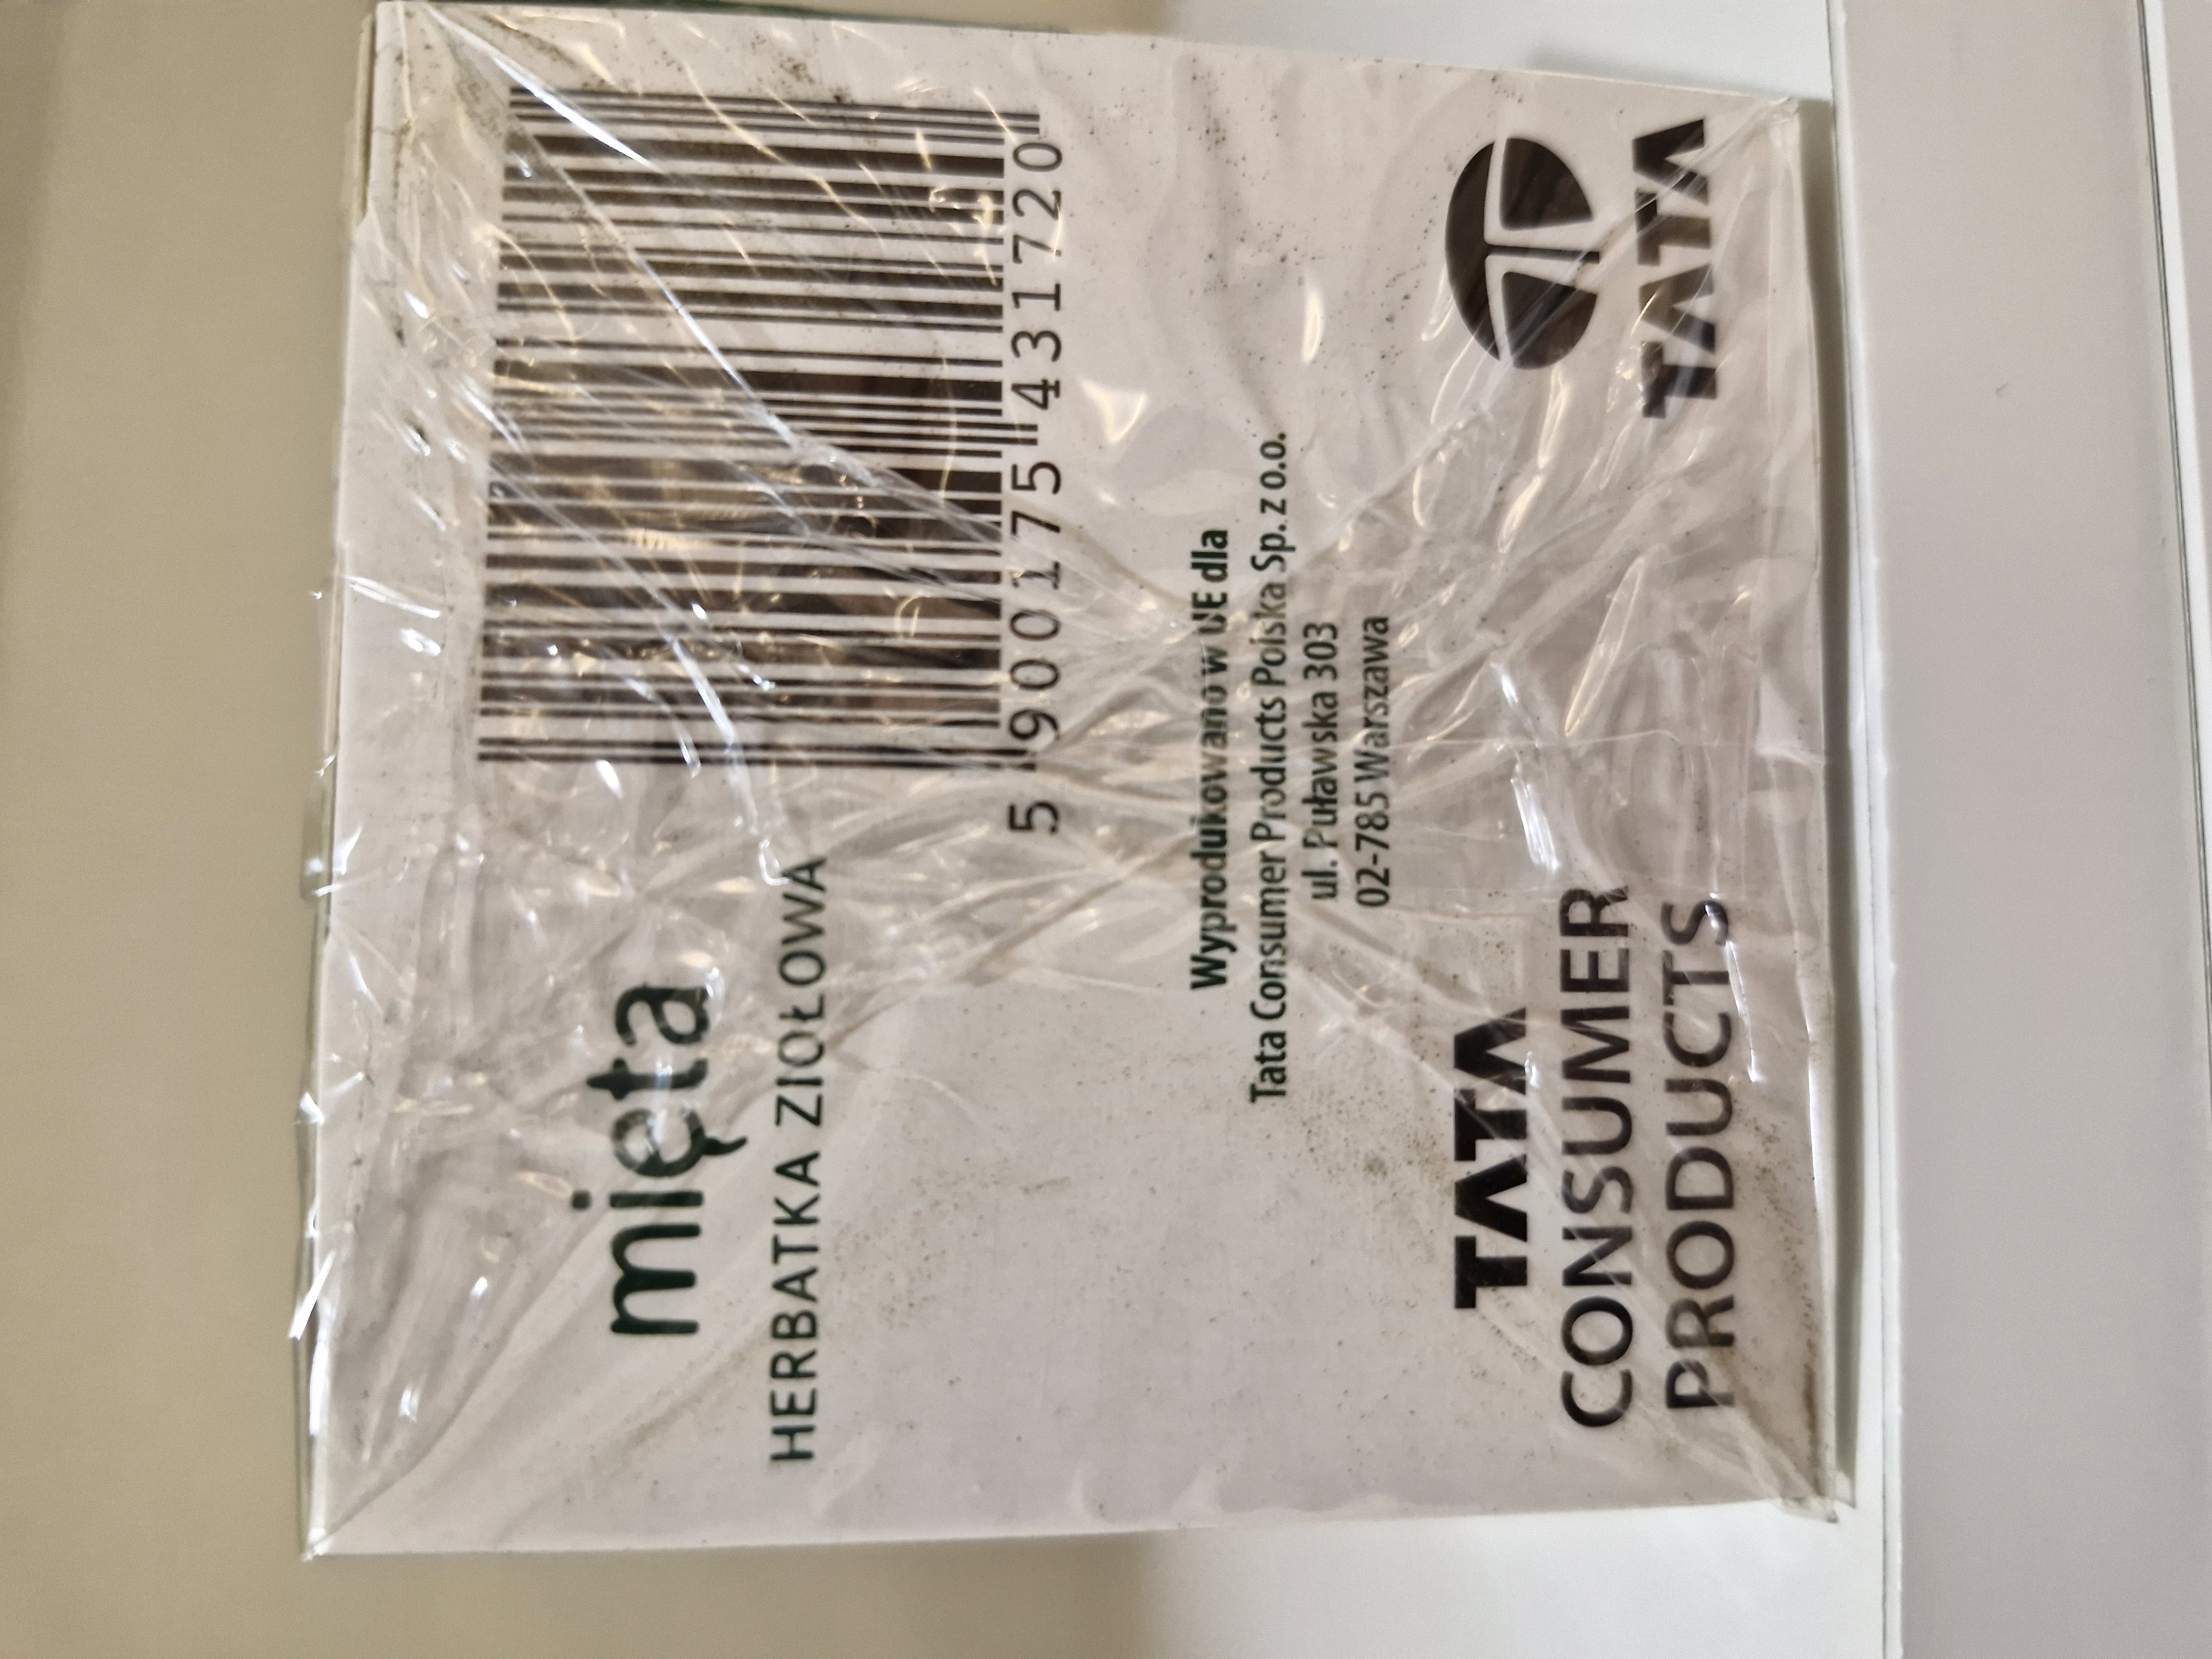 mięta
HERBATKA ZIOŁOWA
5 900175 431720
Wyprodukowano w UE dla
Tata Consumer Products Polska Sp. z o.o.
ul. Puławska 303
02-785 Warszawa
TATA
CONSUMER
PRODUCTS
TATA